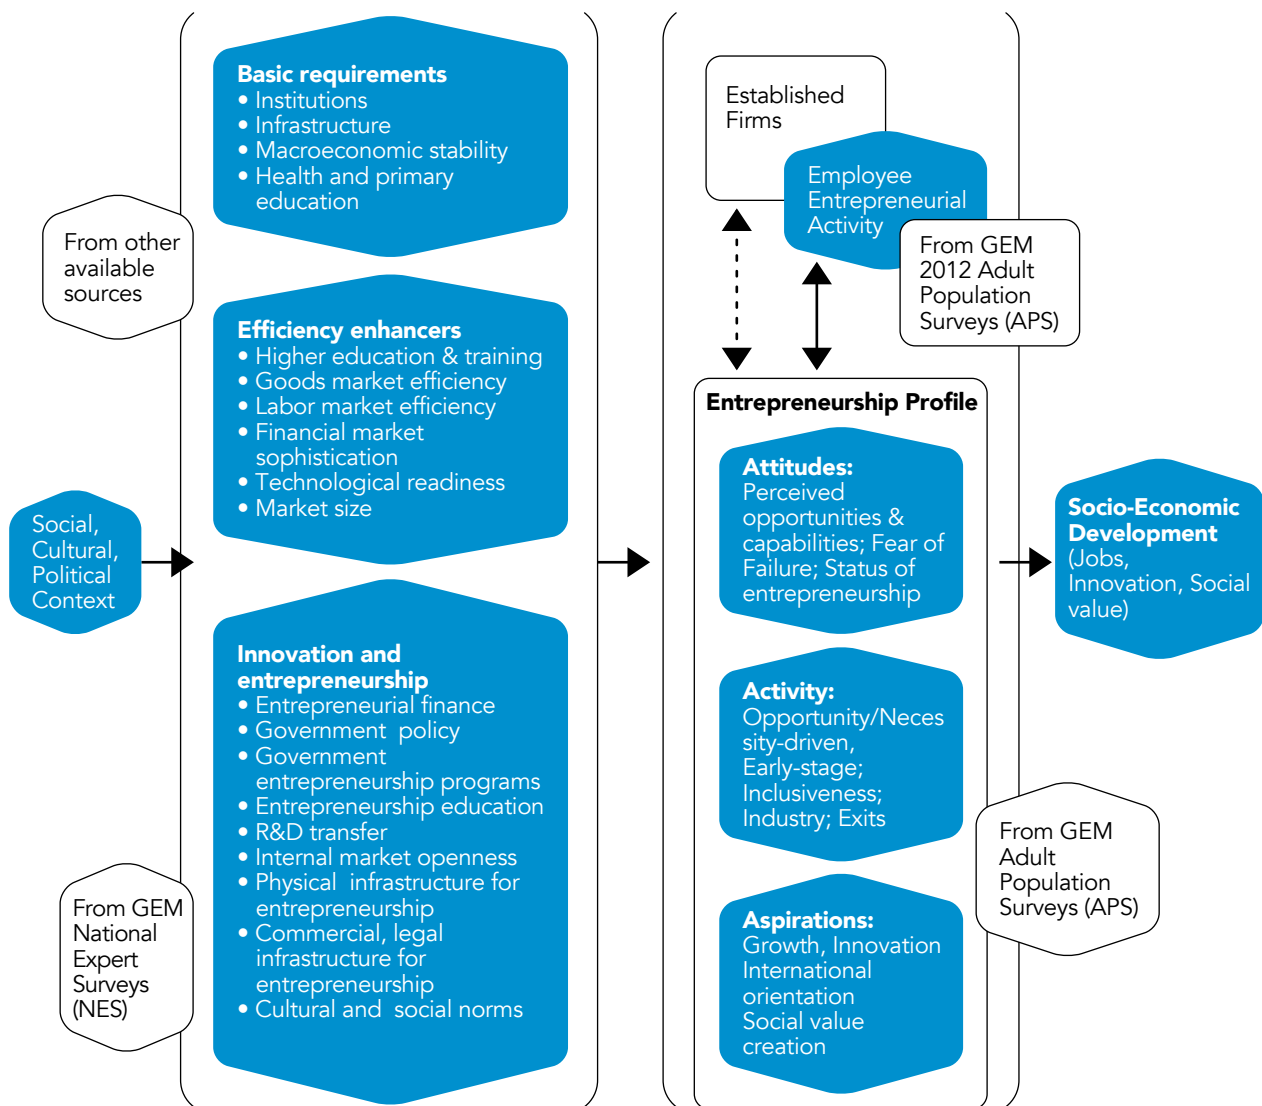 Basic requirements
• Institutions
• Infrastructure
• Macroeconomic stability
• Health and primary
education
From other
available
sources
Efficiency enhancers
• Higher education & training
• Goods market efficiency
• Labor market efficiency
• Financial market
sophistication
• Technological readiness
• Market size
Social,
Cultural,
Political
Context
Innovation and
entrepreneurship
• Entrepreneurial finance
• Government policy
• Government
entrepreneurship programs
• Entrepreneurship education
• R&D transfer
• Internal market openness
• Physical infrastructure for
entrepreneurship
• Commercial, legal
infrastructure for
entrepreneurship
• Cultural and social norms
From GEM
National
Expert
Surveys
(NES)
Established
Firms
Employee
Entrepreneurial
Activity
From GEM
2012 Adult
Population
Surveys (APS)
Entrepreneurship Profile
Attitudes:
Perceived
opportunities &
capabilities; Fear of
Failure; Status of
entrepreneurship
Activity:
Opportunity/Neces
sity-driven,
Early-stage;
Inclusiveness;
Industry; Exits
Aspirations:
Growth, Innovation
International
orientation
Social value
creation
From GEM
Adult
Population
Surveys (APS)
Socio-Economic
Development
(Jobs,
Innovation, Social
value)